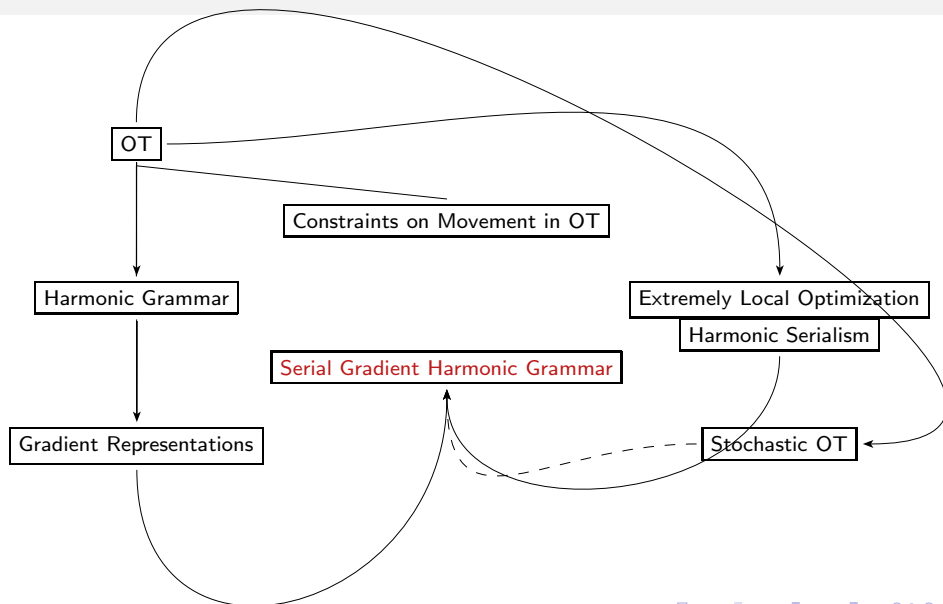 OT
Constraints on Movement in OT
Harmonic Grammar
Extremely Local Optimization
Harmonic Serialism
Serial Gradient Harmonic Grammar
Gradient Representations
Stochastic OT